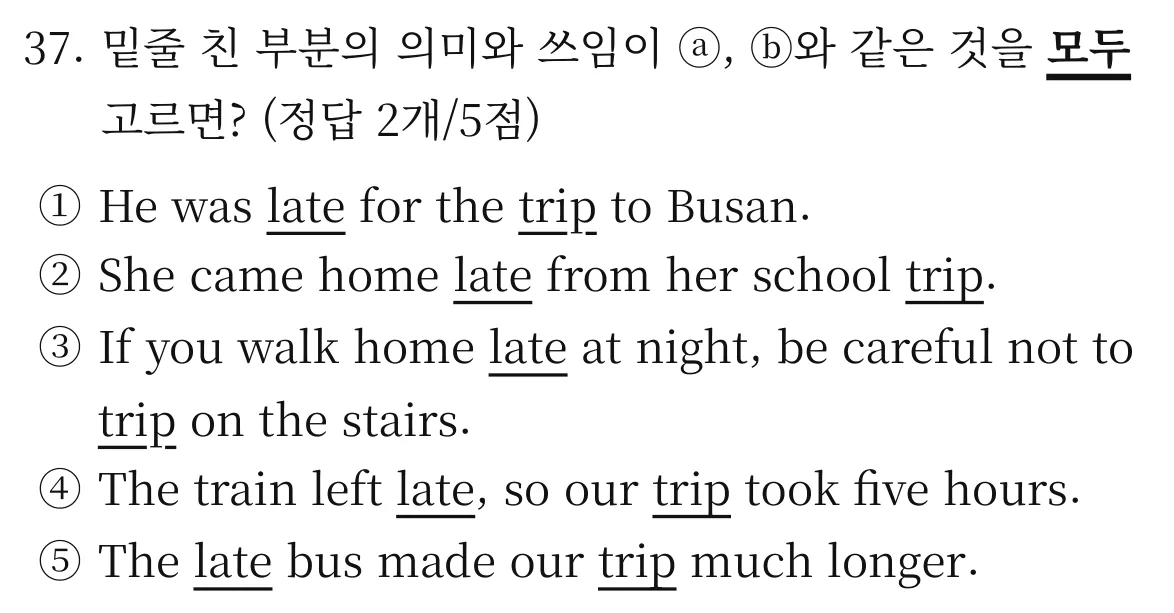 37. 밑줄 친 부분의 의미와 쓰임이 ⓐ, ⓑ와 같은 것을 모두
고르면? (정답 2개/5점)
① He was late for the trip to Busan.
② She came home late from her school trip.
③ If you walk home late at night, be careful not to
trip on the stairs.
④ The train left late, so our trip took five hours.
⑤ The late bus made our trip much longer.